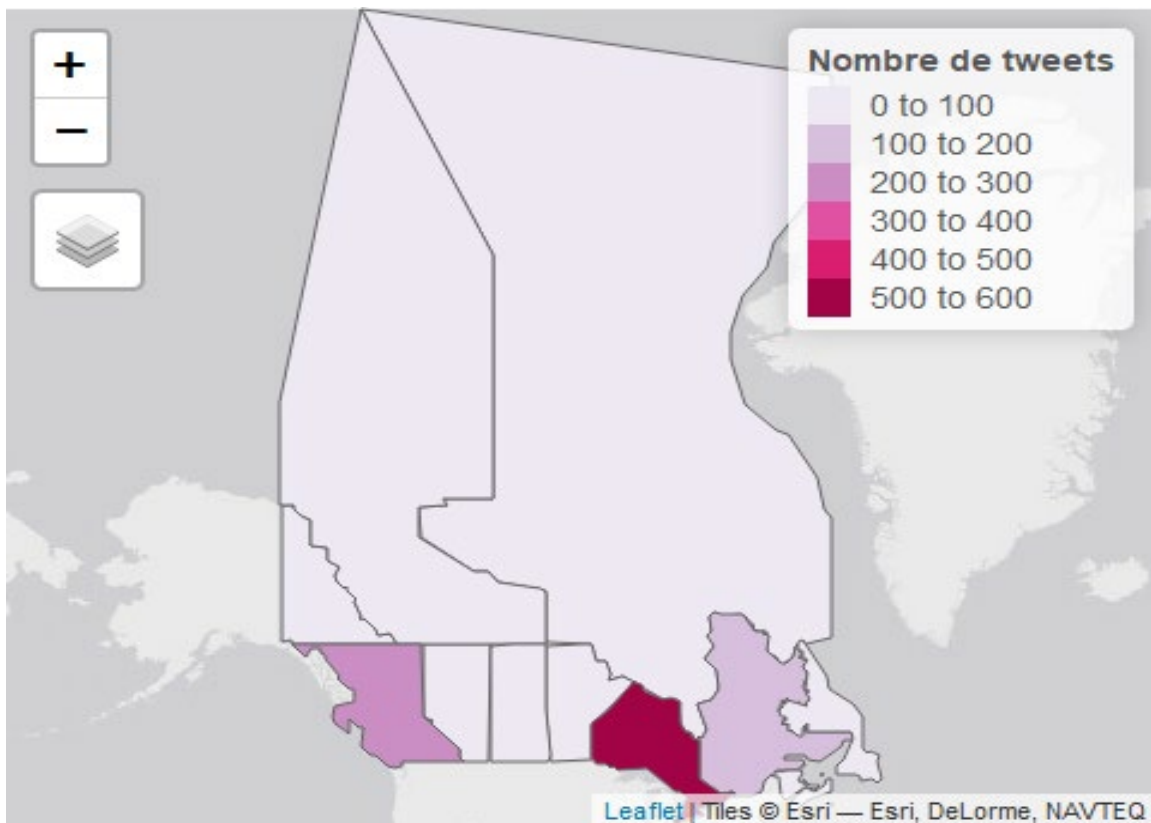 +
−
Nombre de tweets
0 to 100
100 to 200
200 to 300
300 to 400
400 to 500
500 to 600
Leaflet | Tiles © Esri — Esri, DeLorme, NAVTEQ